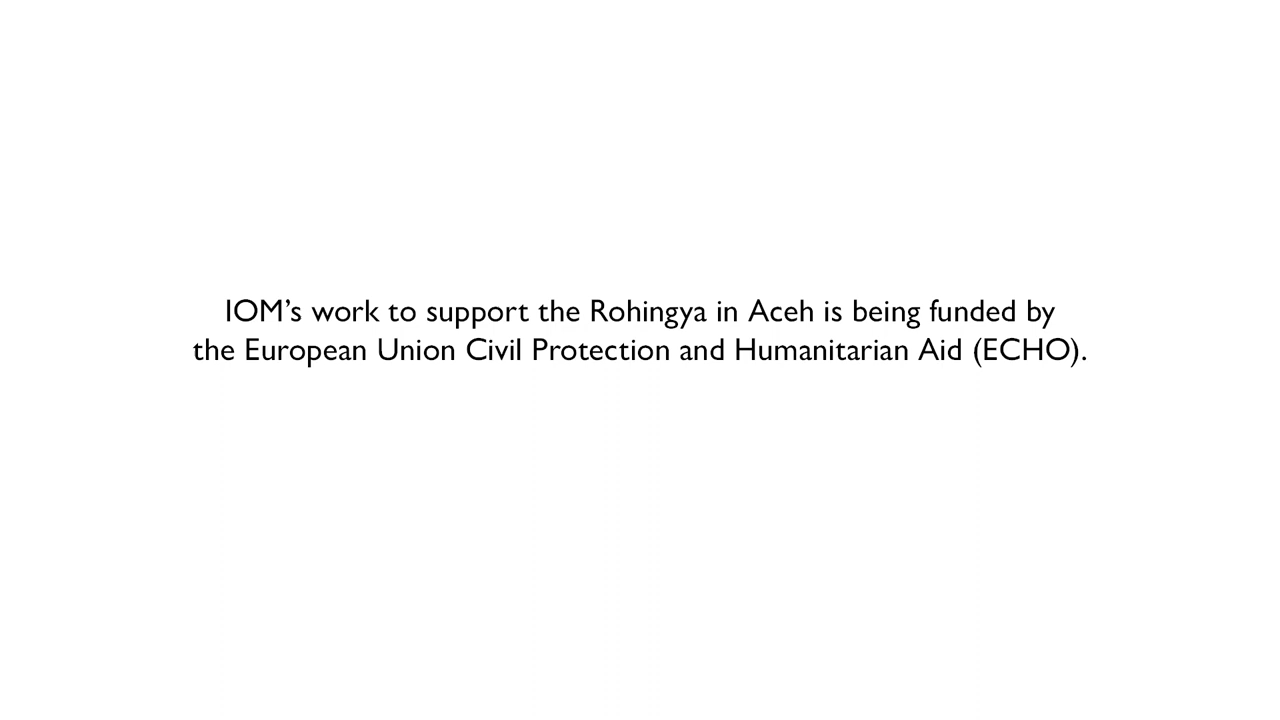 IOM’s work to support the Rohingya in Aceh is being funded by
the European Union Civil Protection and Humanitarian Aid (ECHO).